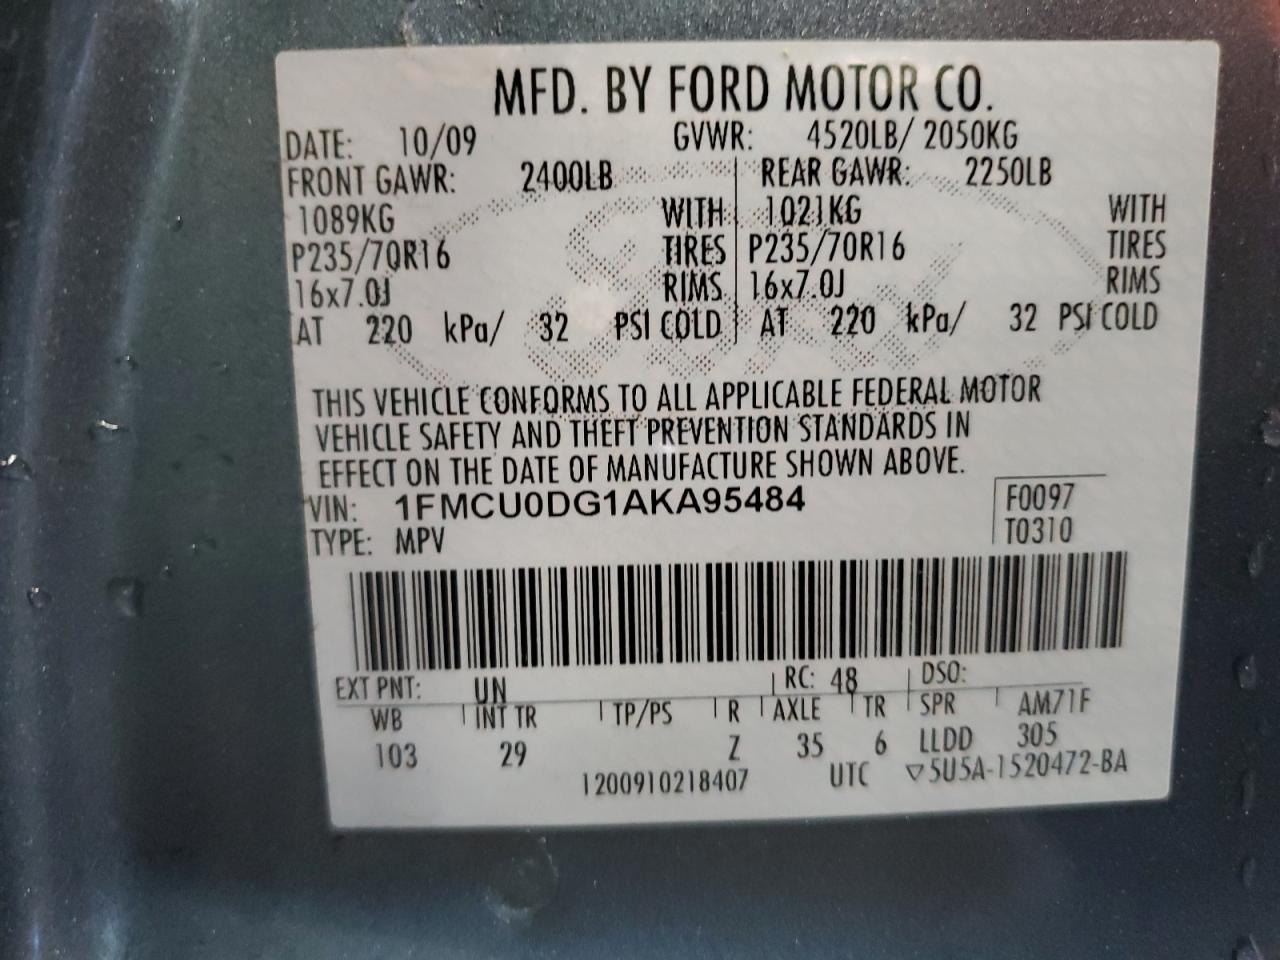 MFD. BY FORD MOTOR CO.
DATE: 10/09 GVWR: 4520LB/ 2050KG
FRONT GAWR: 2400LB REAR GAWR: 2250LB
1089KG WITH 1021KG WITH
P235/70R16 TIRES P235/70R16 TIRES
16x7.0J RIMS 16x7.0J RIMS
AT 220 kPa/ 32 PSI COLD AT 220 kPa/ 32 PSI COLD
THIS VEHICLE CONFORMS TO ALL APPLICABLE FEDERAL MOTOR
VEHICLE SAFETY AND THEFT PREVENTION STANDARDS IN
EFFECT ON THE DATE OF MANUFACTURE SHOWN ABOVE.
VIN: 1FMCU0DG1AKA95484 F0097
TYPE: MPV T0310
EXT PNT: UN RC: 48 DSO:
WB INT TR TP/PS R AXLE TR SPR AM71F
103 29 Z 35 6 LLDD 305
1200910218407 UTC ▽5U5A-1520472-BA